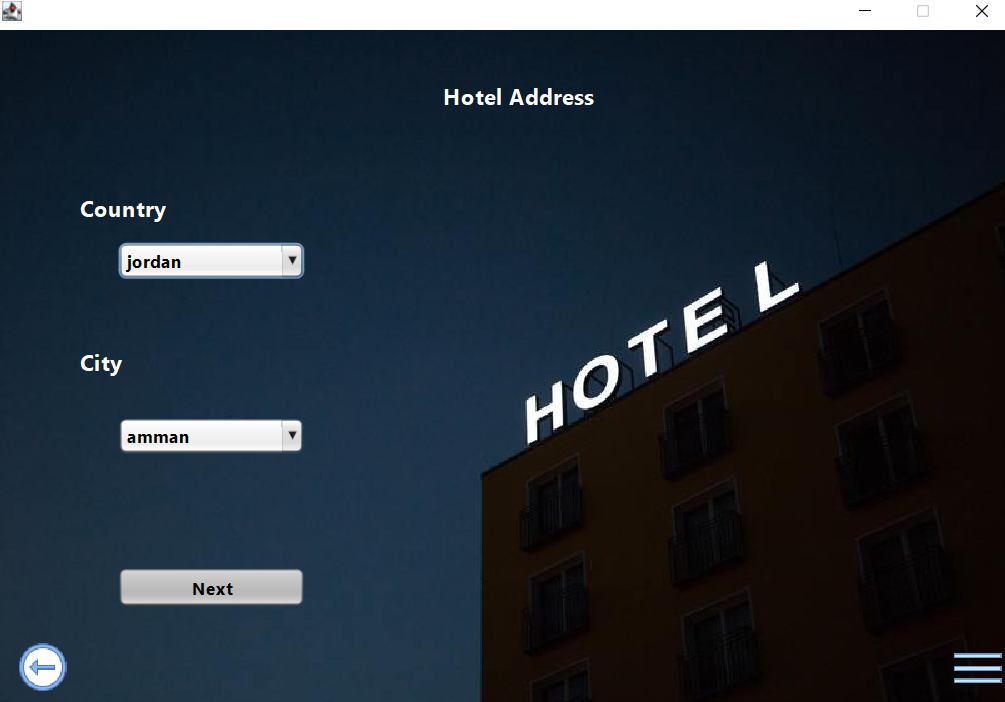 Hotel Address
Country
jordan
HOTEL
City
amman
Next